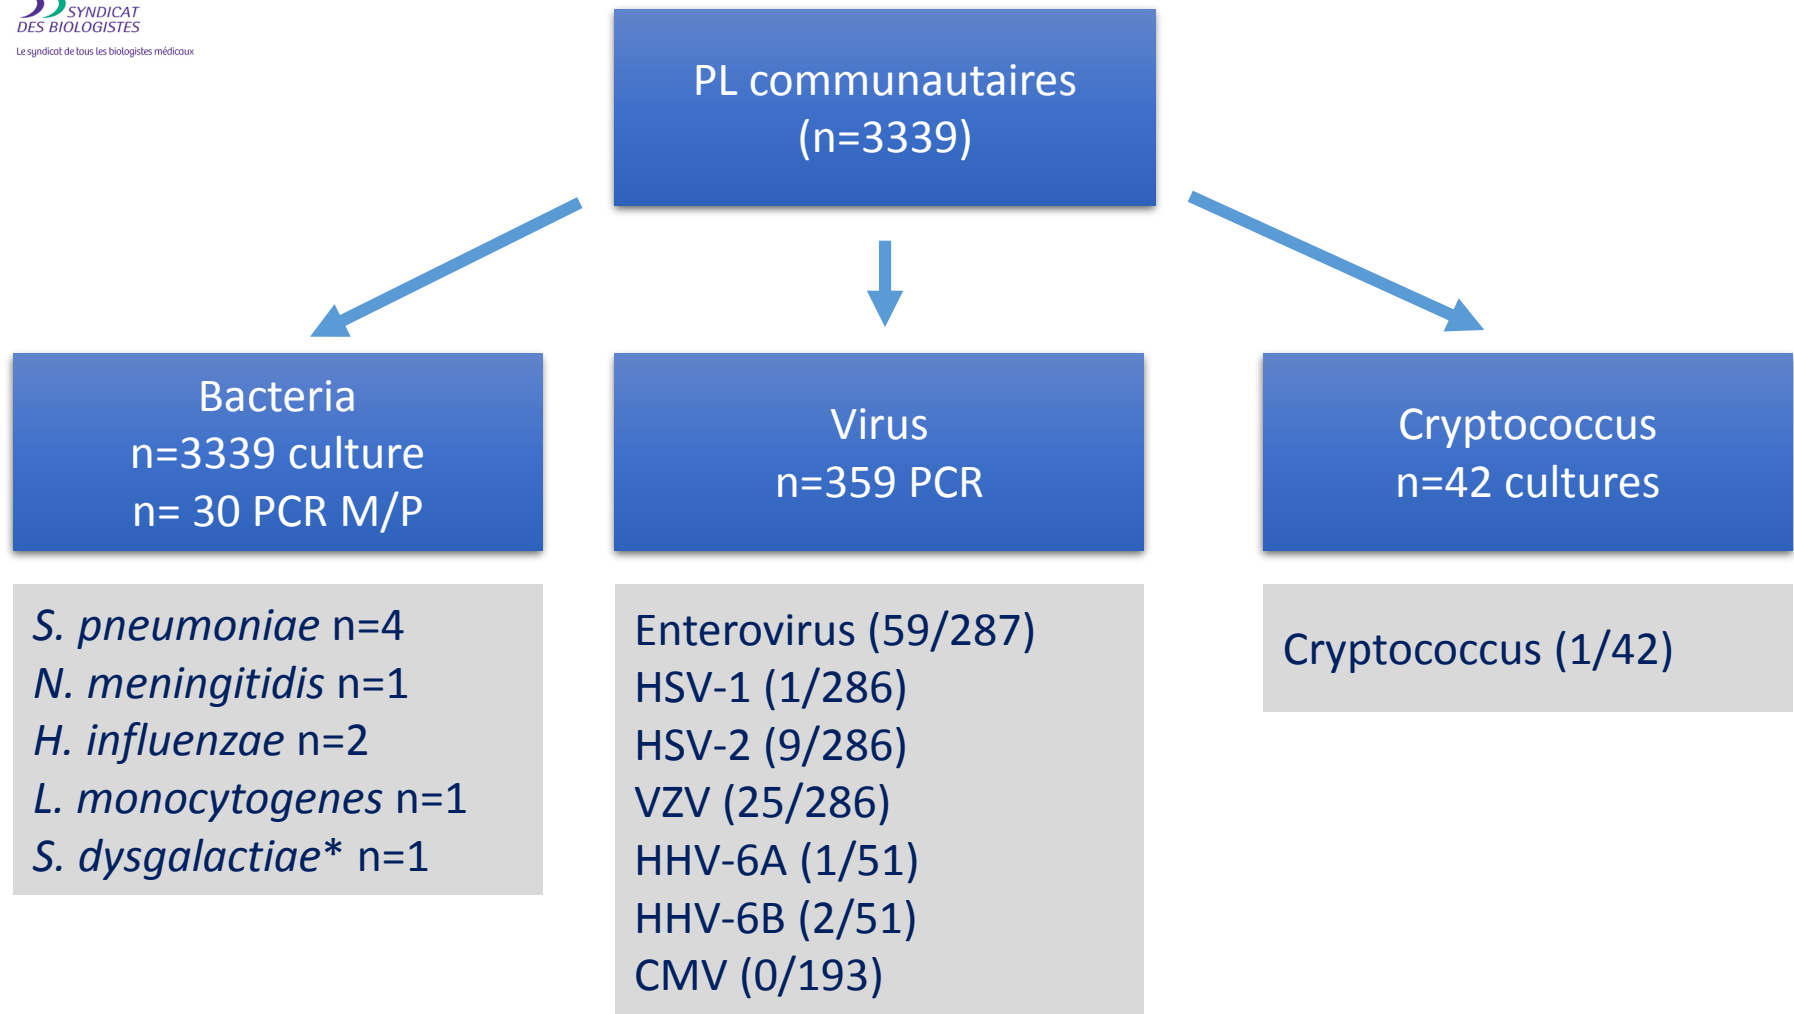 SYNDICAT
DES BIOLOGISTES
Le syndicat de tous les biologistes médicaux
PL communautaires
(n=3339)
Bacteria
n=3339 culture
n= 30 PCR M/P
Virus
n=359 PCR
Cryptococcus
n=42 cultures
S. pneumoniae n=4
N. meningitidis n=1
H. influenzae n=2
L. monocytogenes n=1
S. dysgalactiae* n=1
Enterovirus (59/287)
HSV-1 (1/286)
HSV-2 (9/286)
VZV (25/286)
HHV-6A (1/51)
HHV-6B (2/51)
CMV (0/193)
Cryptococcus (1/42)